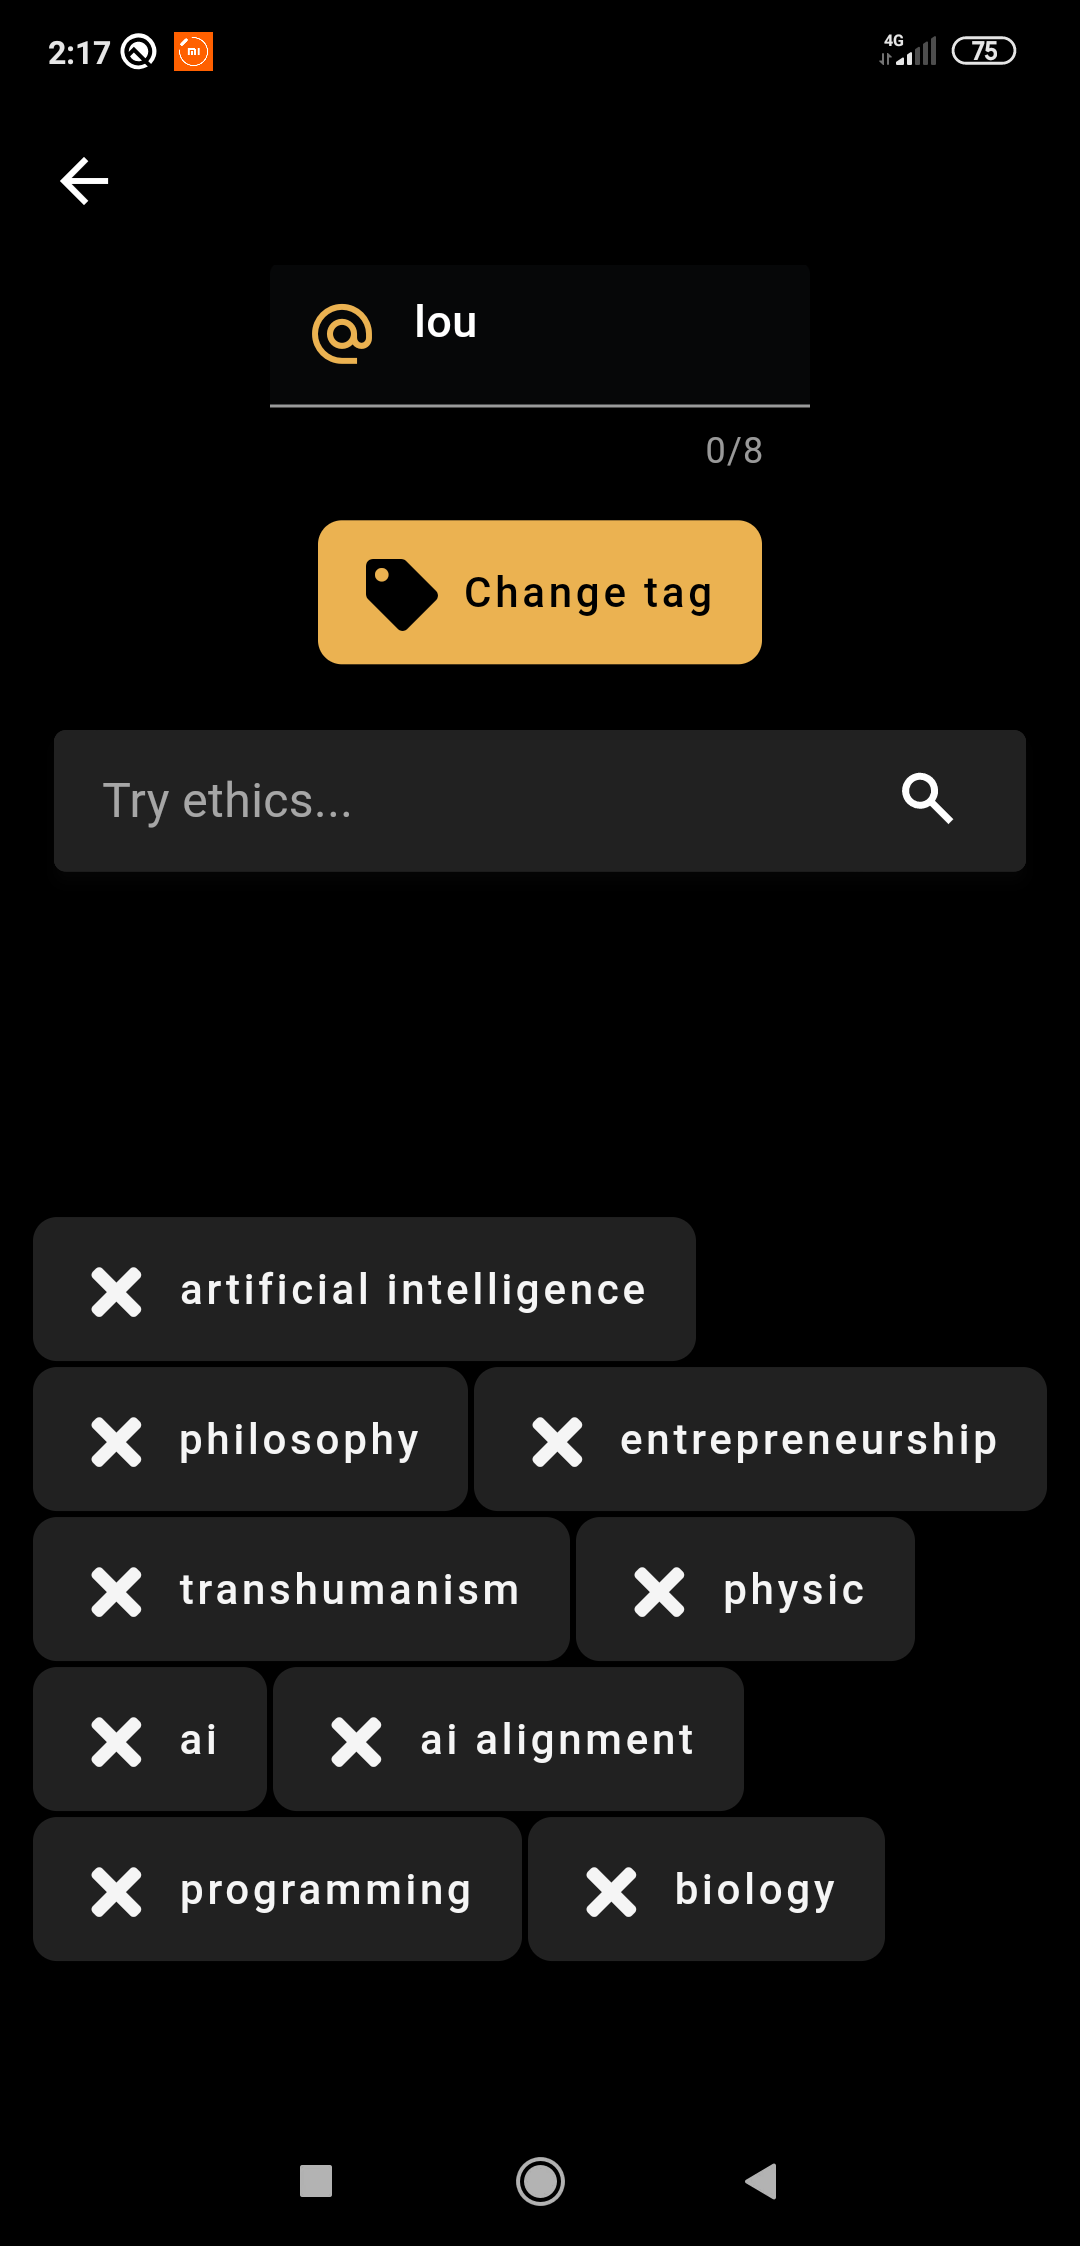 2:17 mi 4G 75
@ lou
0/8
Change tag
Try ethics...
artificial intelligence
philosophy entrepreneurship
transhumanism physic
ai ai alignment
programming biology